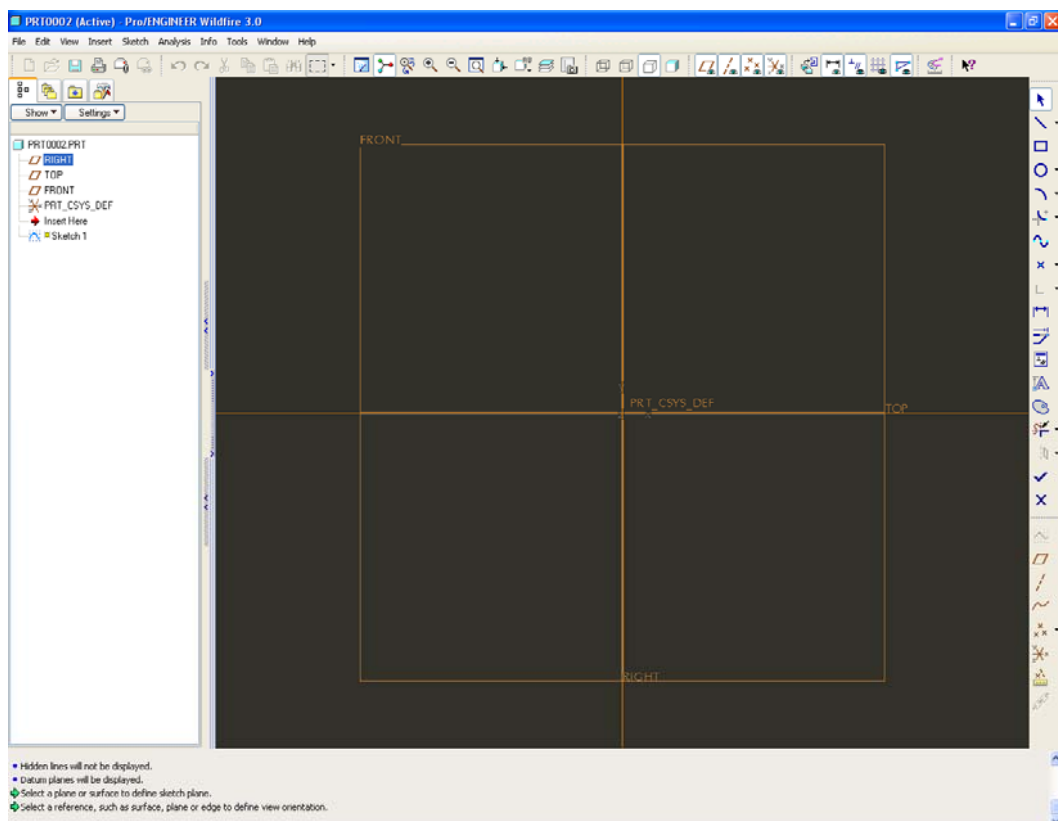 PRT0002 (Active) - Pro/ENGINEER Wildfire 3.0
File Edit View Insert Sketch Analysis Info Tools Window Help
Show Settings
PRT0002.PRT
RIGHT
TOP
FRONT
PRT_CSYS_DEF
Insert Here
Sketch 1
FRONT
Y
PRT_CSYS_DEF
X
TOP
RIGHT
Hidden lines will not be displayed.
Datum planes will be displayed.
Select a plane or surface to define sketch plane.
Select a reference, such as surface, plane or edge to define view orientation.